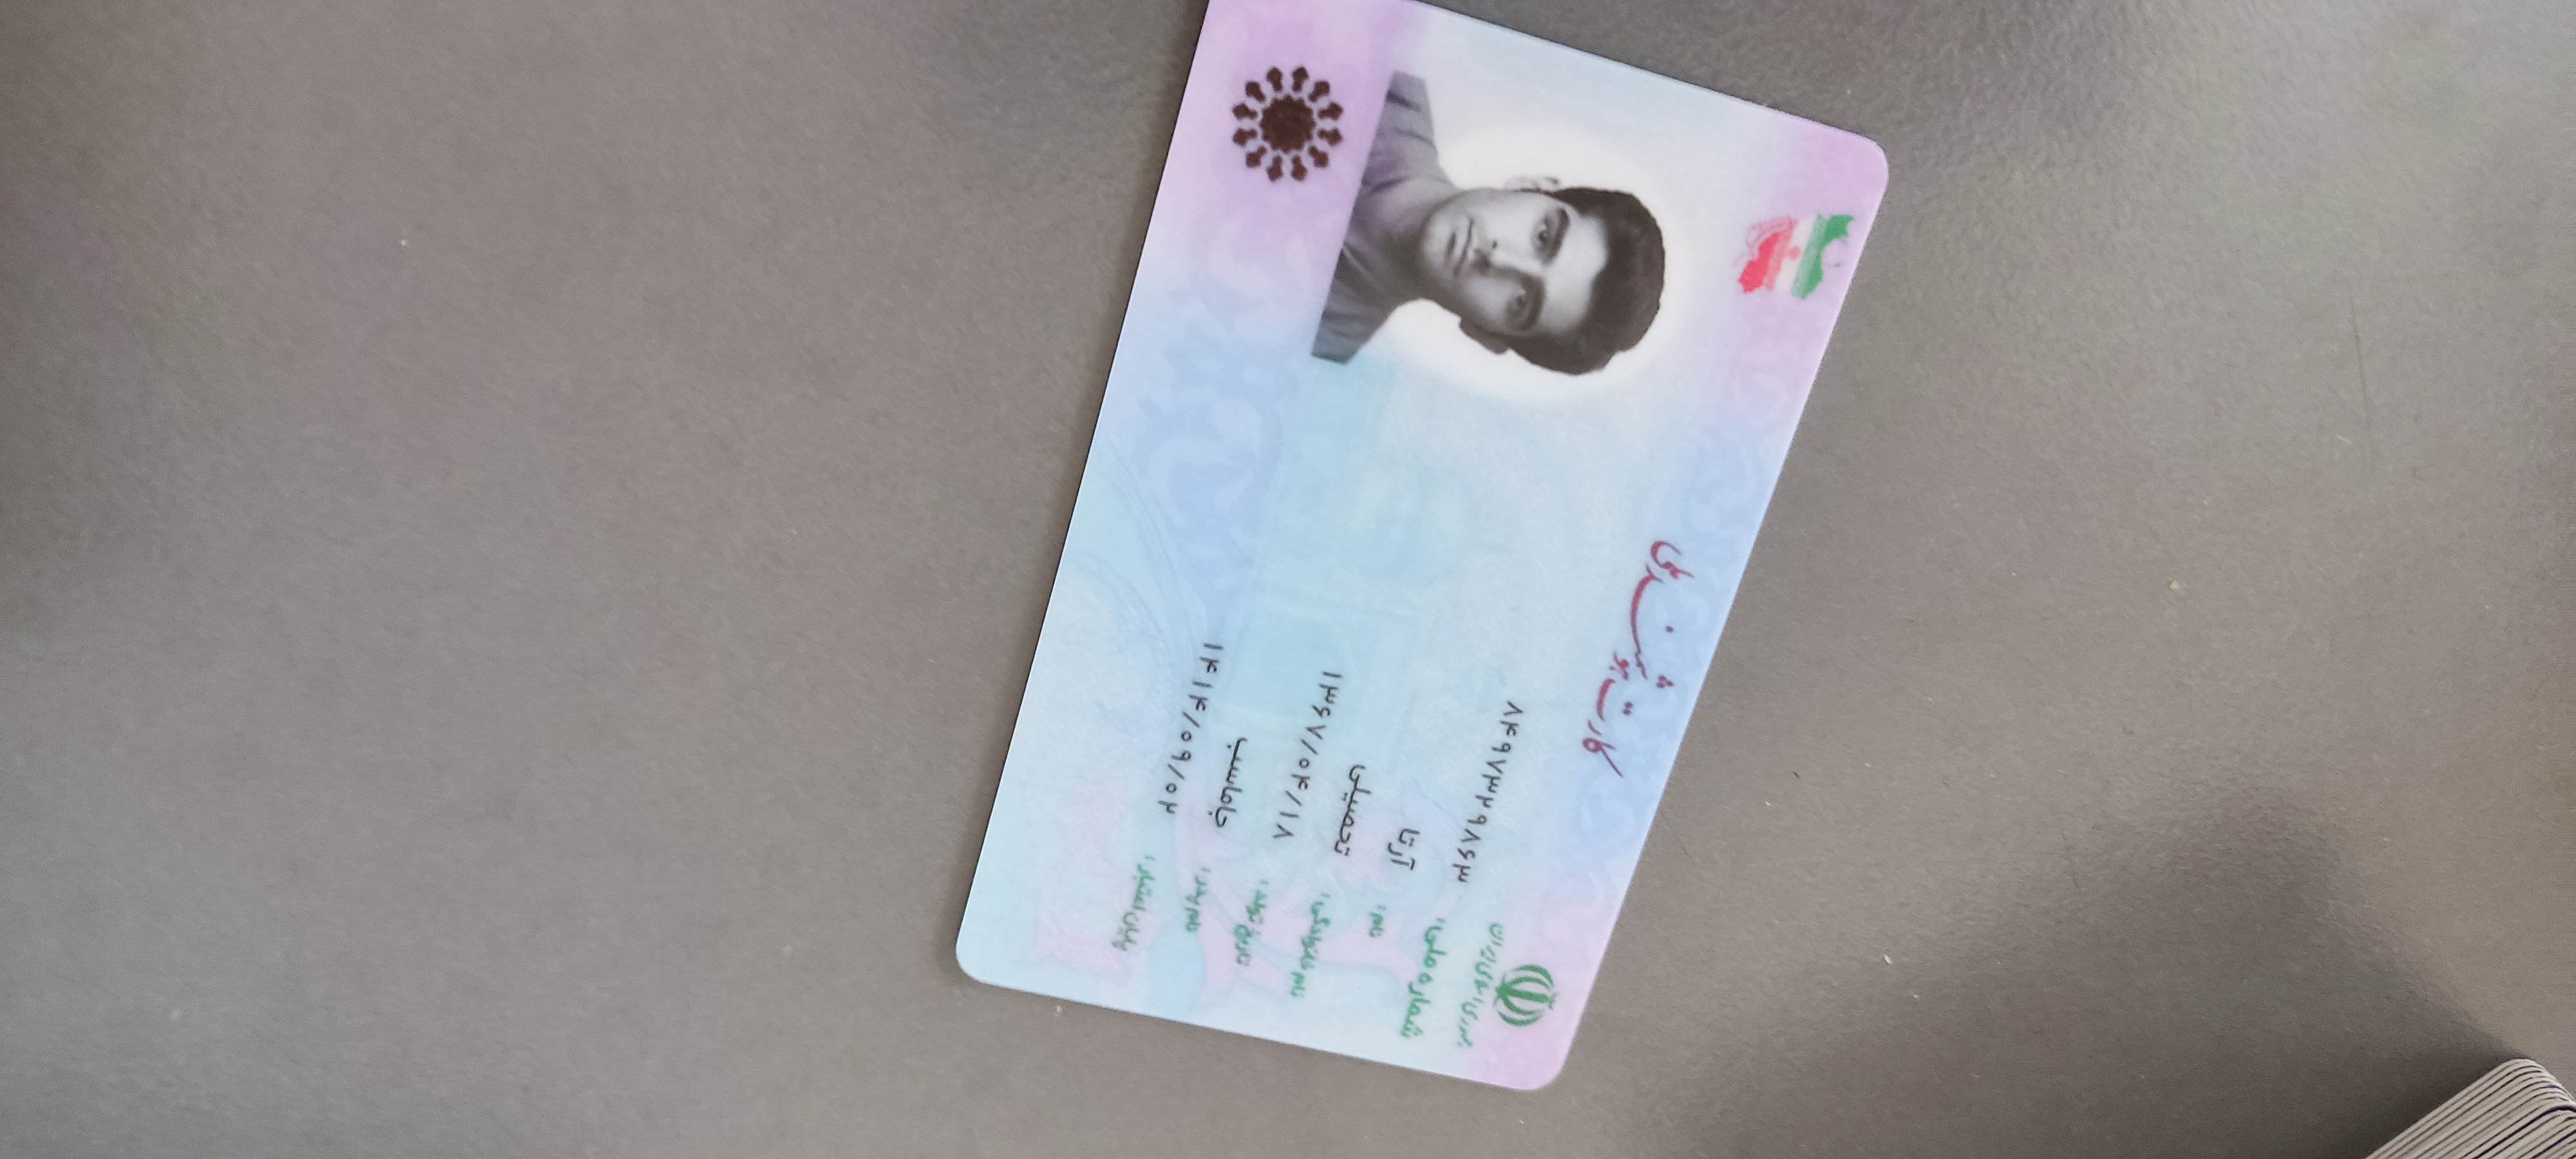 جمهوری اسلامی ایران
کارت هوشمند ملی
شماره ملی: ۸۴۹۷۳۲۹۸۶۳
نام: آرتا
نام خانوادگی: تحصیلی
تاریخ تولد: ۱۳۶۷/۰۴/۱۸
نام پدر: جاماسب
پایان اعتبار: ۱۴۱۴/۰۹/۰۲